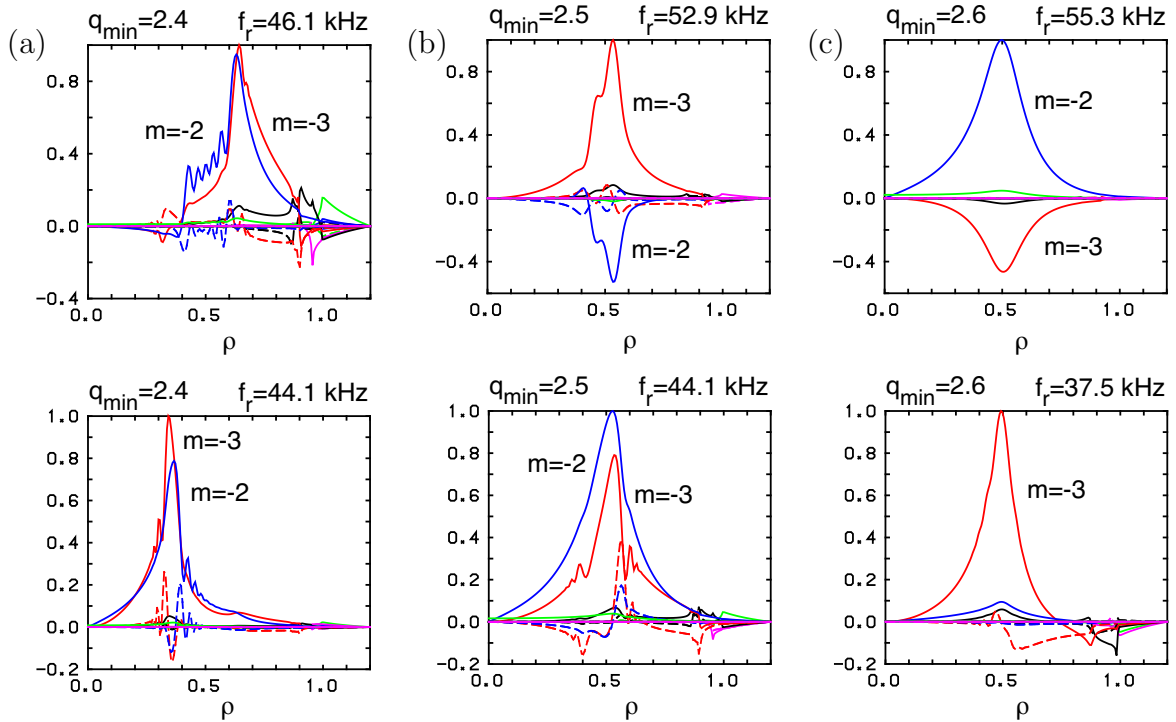 (a) q_min=2.4 f_r=46.1 kHz
0.8
0.4
0.0
-0.4
m=-2 m=-3
0.0 0.5 1.0
ρ
(b) q_min=2.5 f_r=52.9 kHz
0.8
0.4
0.0
-0.4
m=-3
m=-2
0.0 0.5 1.0
ρ
(c) q_min=2.6 f_r=55.3 kHz
0.8
0.4
0.0
-0.4
m=-2
m=-3
0.0 0.5 1.0
ρ
q_min=2.4 f_r=44.1 kHz
1.0
0.8
0.6
0.4
0.2
0.0
-0.2
m=-3
m=-2
0.0 0.5 1.0
ρ
q_min=2.5 f_r=44.1 kHz
1.0
0.8
0.6
0.4
0.2
0.0
-0.2
m=-2
m=-3
0.0 0.5 1.0
ρ
q_min=2.6 f_r=37.5 kHz
1.0
0.8
0.6
0.4
0.2
0.0
-0.2
m=-3
0.0 0.5 1.0
ρ